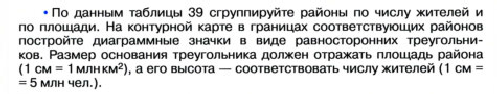 • По данным таблицы 39 сгруппируйте районы по числу жителей и
по площади. На контурной карте в границах соответствующих районов
постройте диаграммные значки в виде равносторонних треугольни-
ков. Размер основания треугольника должен отражать площадь района
(1 см = 1 млн км²), а его высота — соответствовать числу жителей (1 см =
= 5 млн чел.).